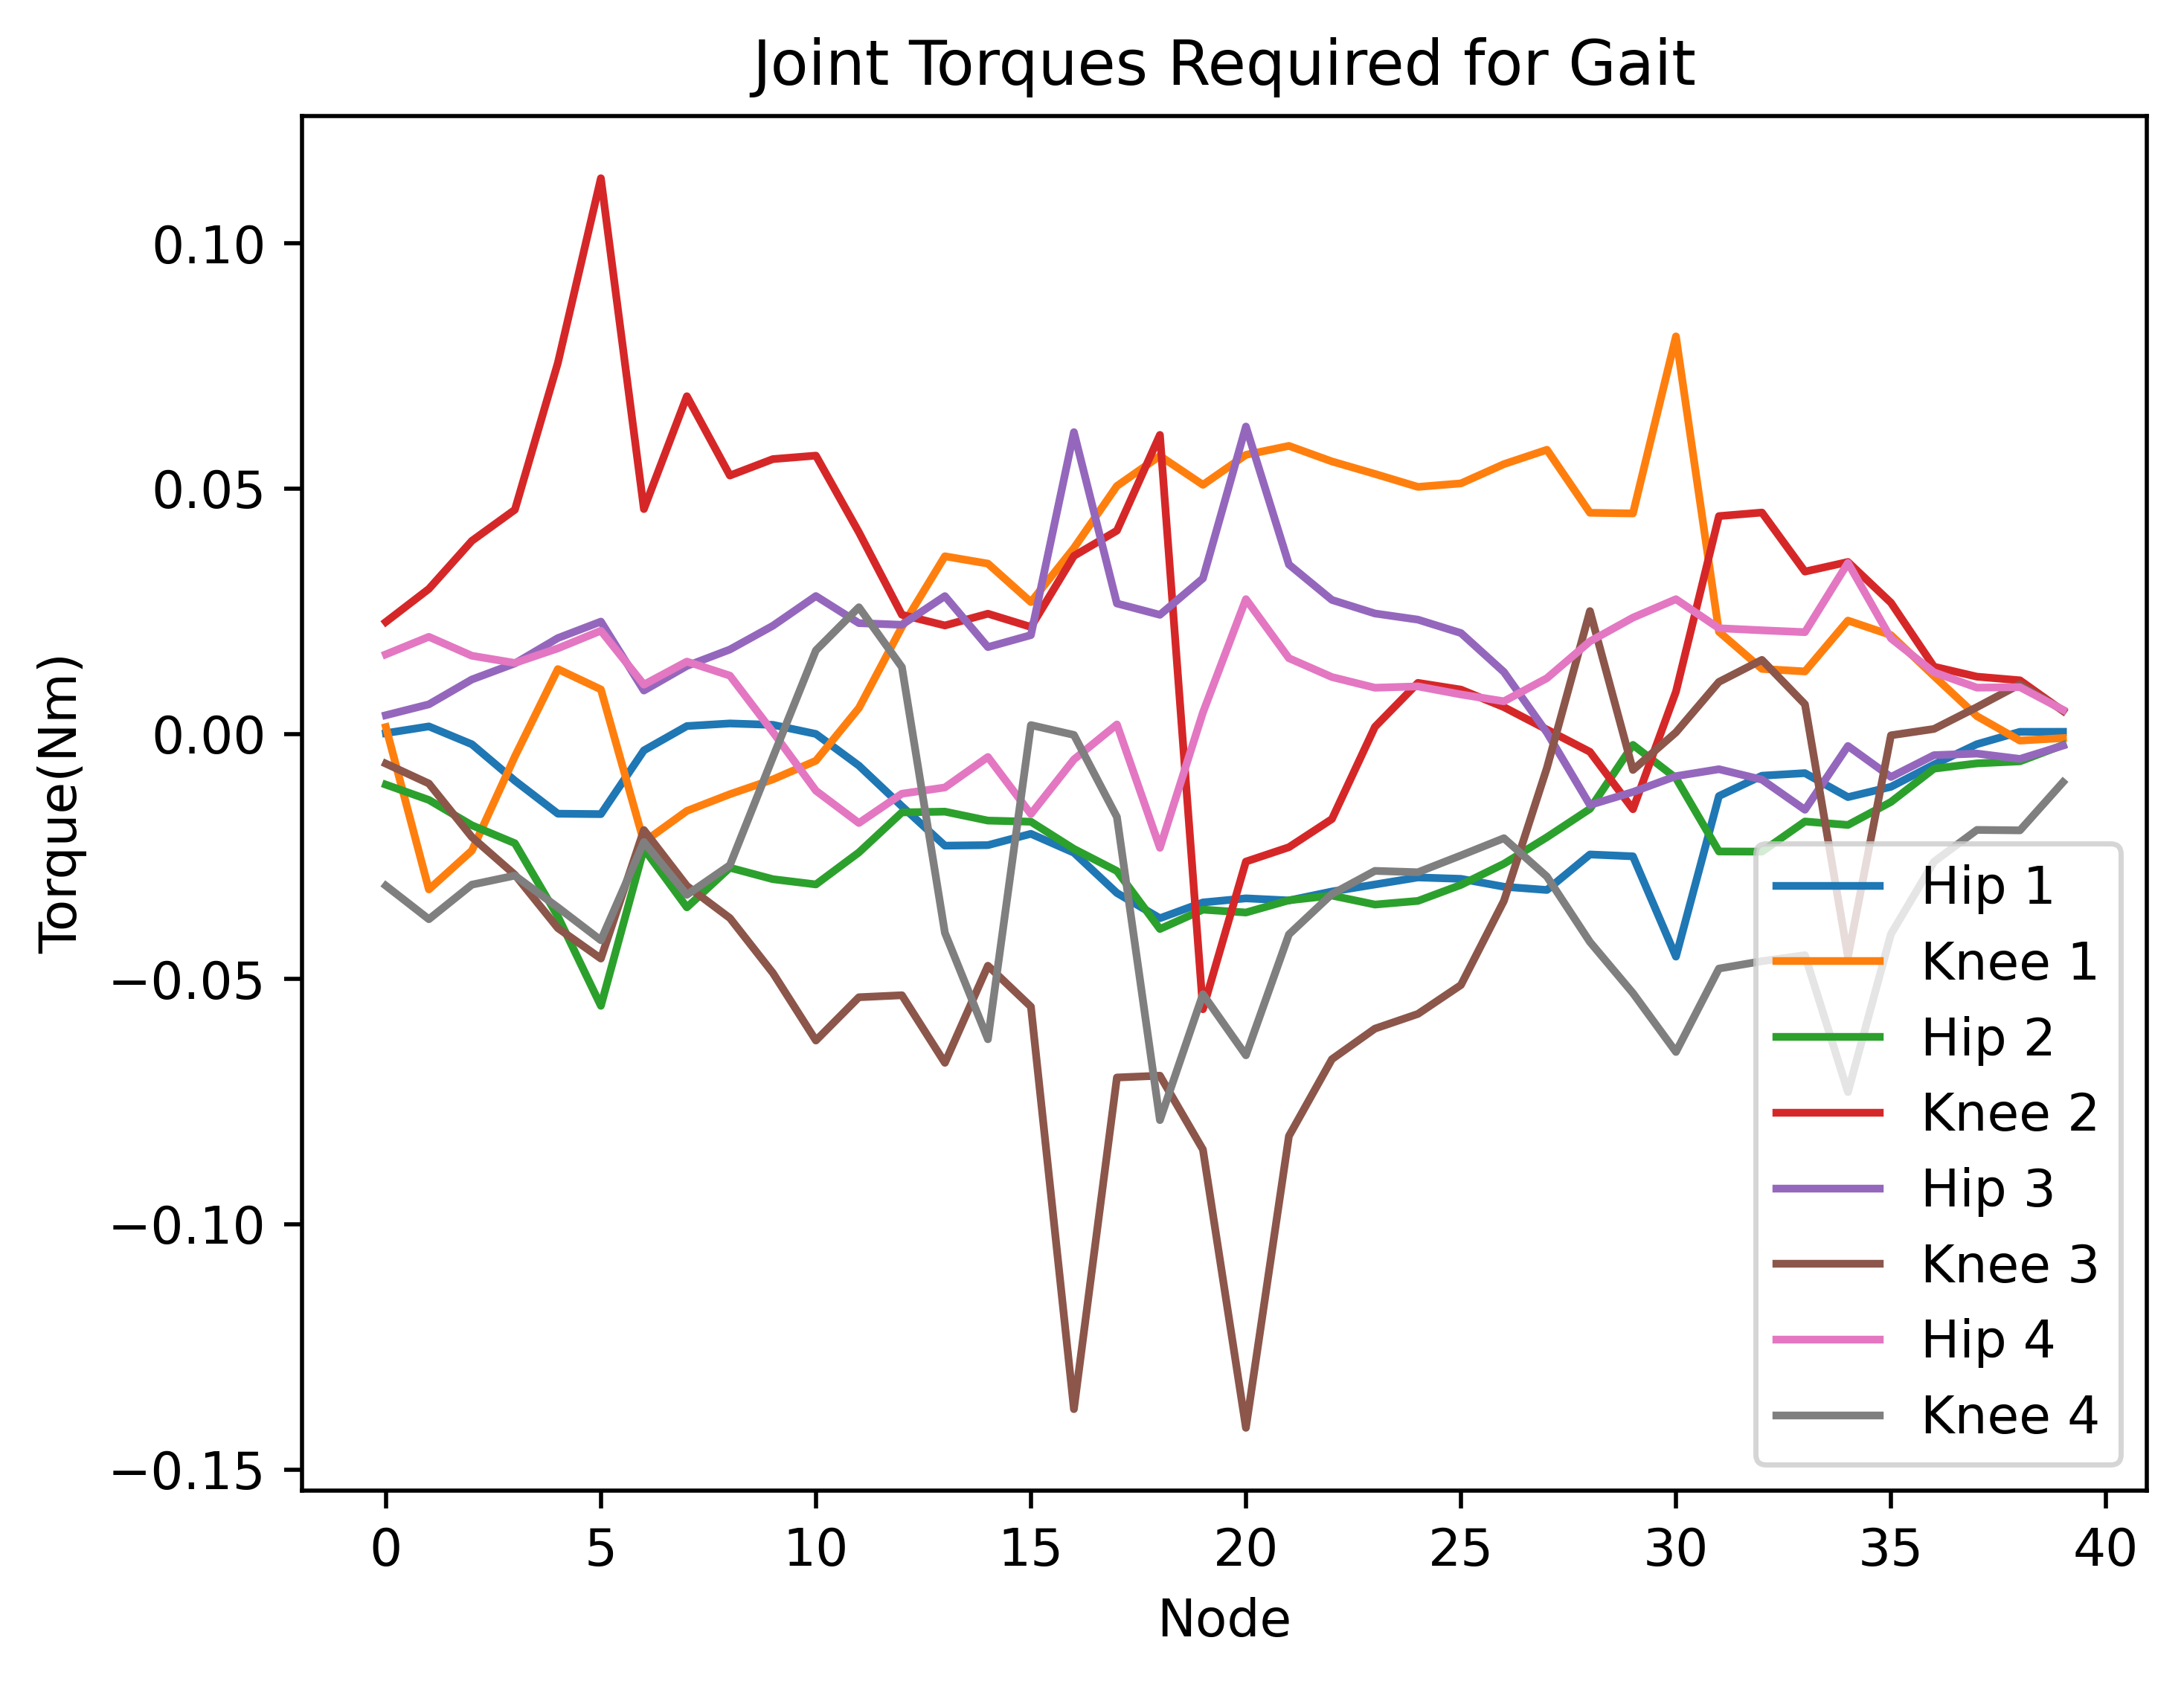 Joint Torques Required for Gait
Torque(Nm)
0.10
0.05
0.00
−0.05
−0.10
−0.15
0 5 10 15 20 25 30 35 40
Node
Hip 1
Knee 1
Hip 2
Knee 2
Hip 3
Knee 3
Hip 4
Knee 4